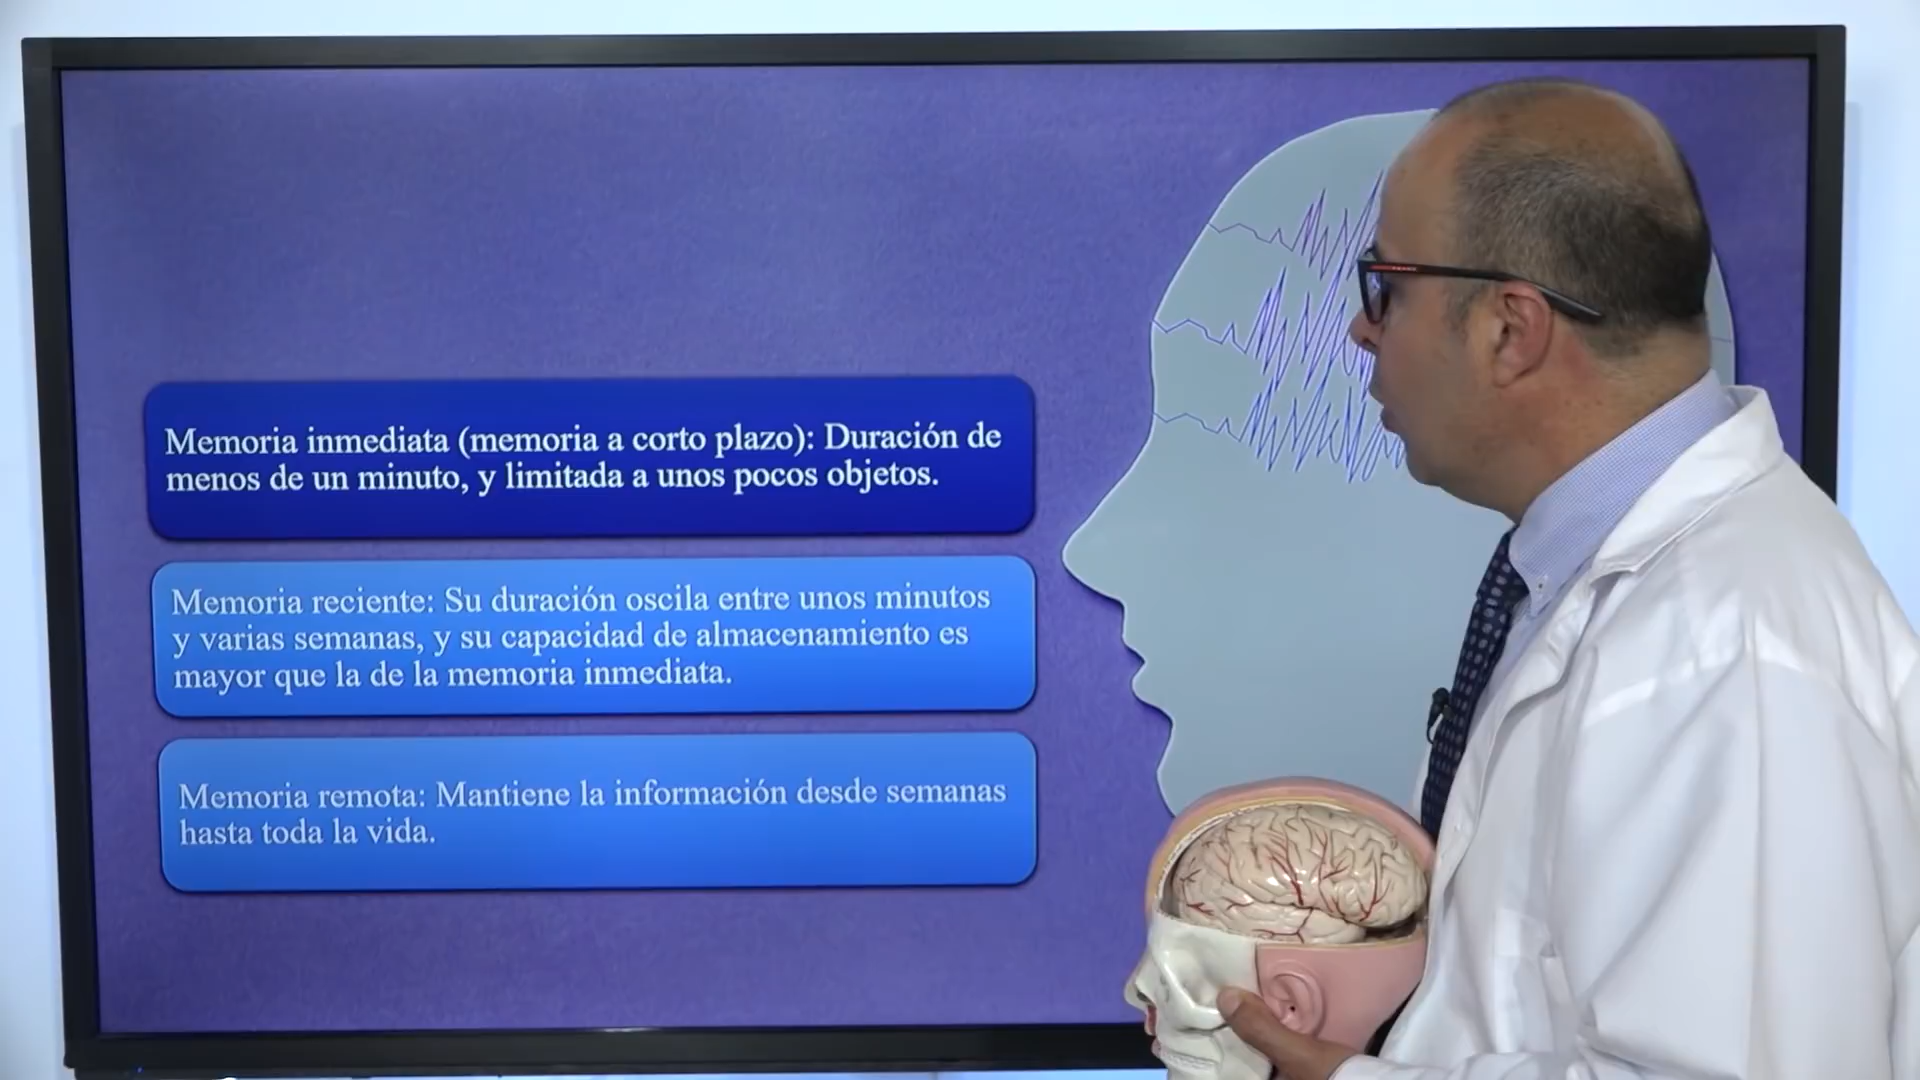 Memoria inmediata (memoria a corto plazo): Duración de
menos de un minuto, y limitada a unos pocos objetos.
Memoria reciente: Su duración oscila entre unos minutos
y varias semanas, y su capacidad de almacenamiento es
mayor que la de la memoria inmediata.
Memoria remota: Mantiene la información desde semanas
hasta toda la vida.